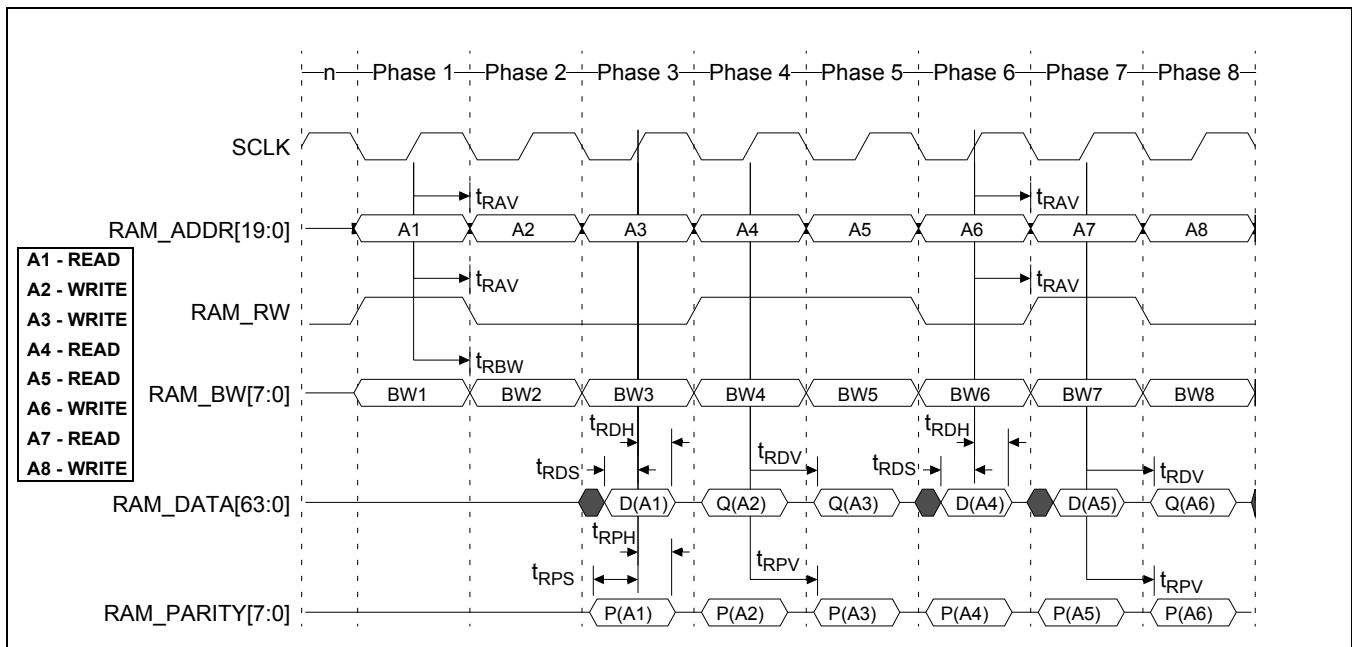 n Phase 1 Phase 2 Phase 3 Phase 4 Phase 5 Phase 6 Phase 7 Phase 8
SCLK
tRAV tRAV
RAM_ADDR[19:0] A1 A2 A3 A4 A5 A6 A7 A8
A1 - READ
A2 - WRITE
A3 - WRITE
A4 - READ
A5 - READ
A6 - WRITE
A7 - READ
A8 - WRITE
tRAV tRAV
RAM_RW
tRBW
RAM_BW[7:0] BW1 BW2 BW3 BW4 BW5 BW6 BW7 BW8
tRDH tRDH
tRDS tRDV tRDS tRDV
RAM_DATA[63:0] D(A1) Q(A2) Q(A3) D(A4) D(A5) Q(A6)
tRPH
tRPS tRPV tRPV
RAM_PARITY[7:0] P(A1) P(A2) P(A3) P(A4) P(A5) P(A6)